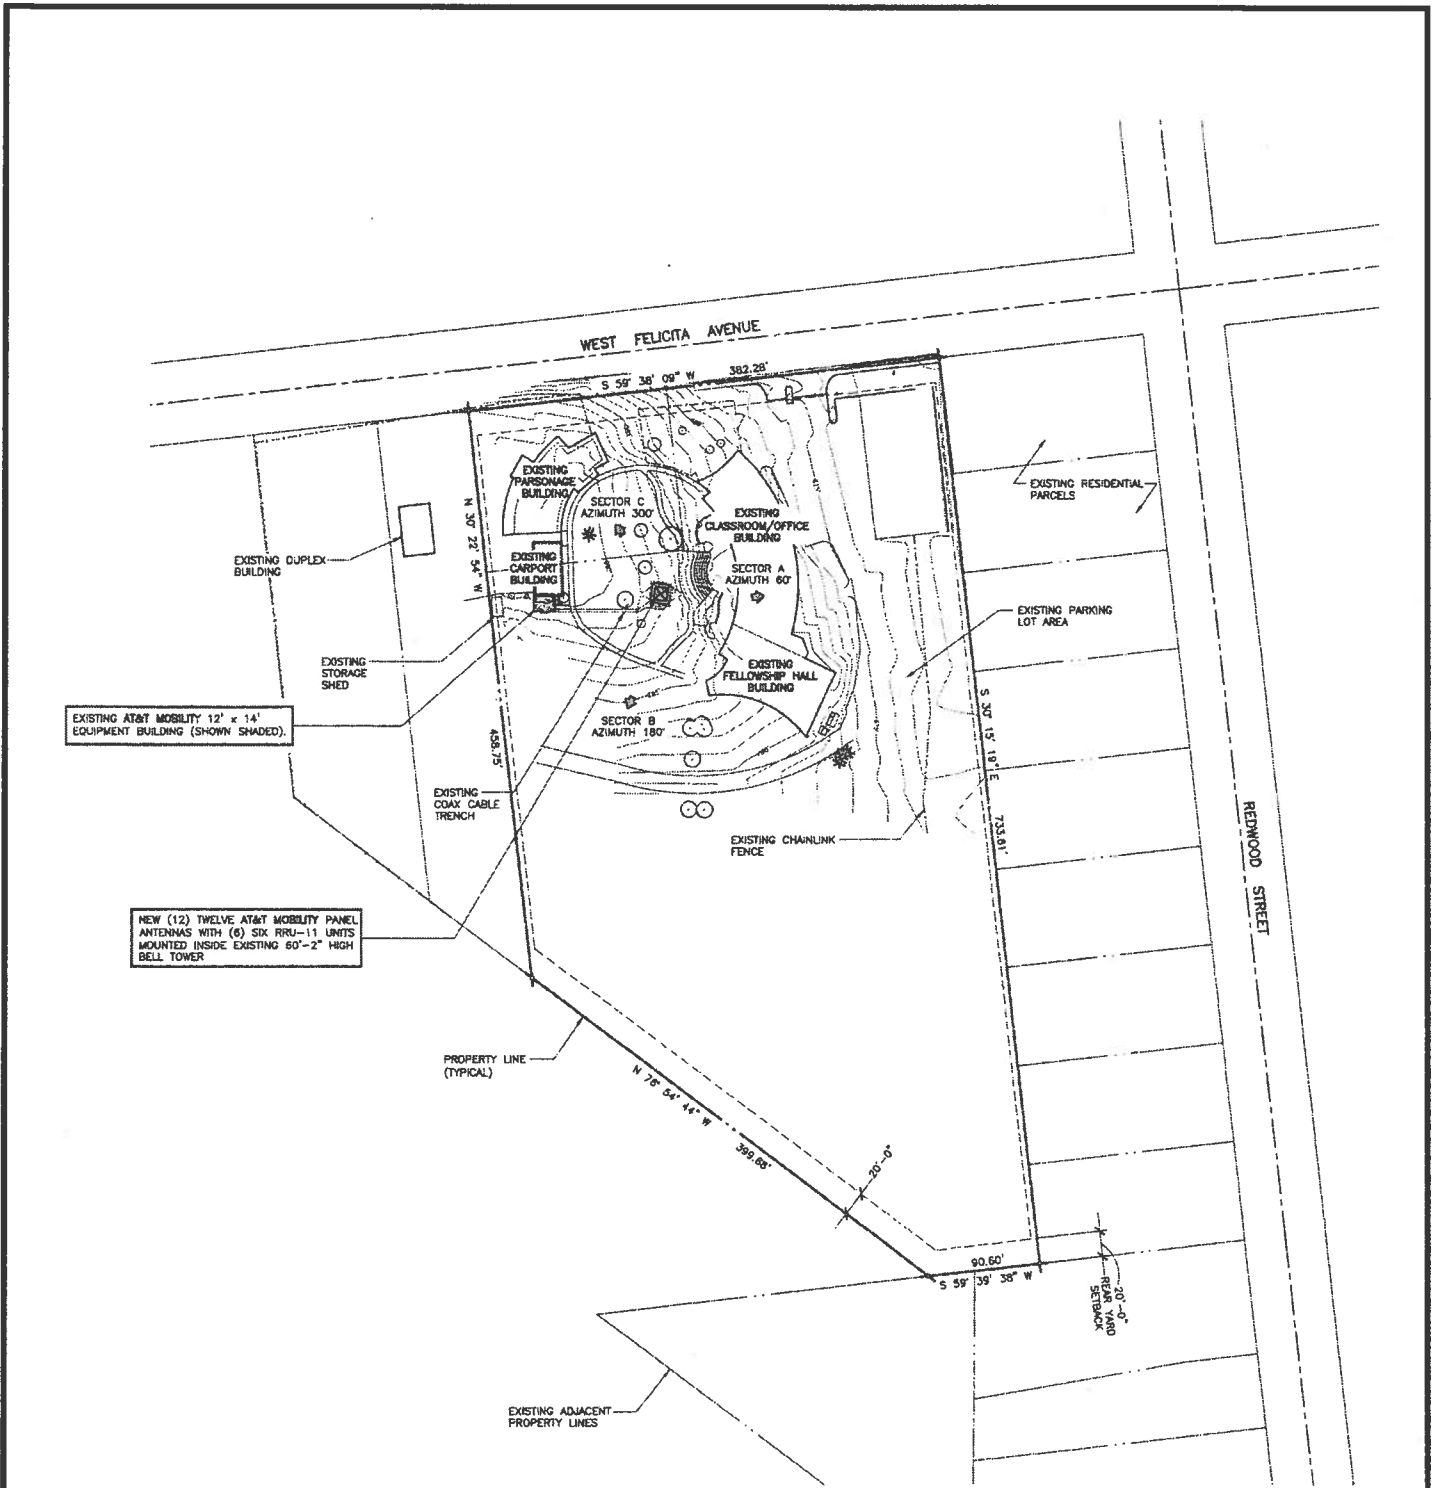 WEST FELICITA AVENUE
S 59° 38' 09" W 382.28'
EXISTING
PARSONAGE
BUILDING
SECTOR C
AZIMUTH 300°
EXISTING
CLASSROOM/OFFICE
BUILDING
EXISTING RESIDENTIAL
PARCELS
N 30° 22' 54" W
458.75'
EXISTING DUPLEX
BUILDING
EXISTING
CARPORT
BUILDING
SECTOR A
AZIMUTH 60°
EXISTING PARKING
LOT AREA
EXISTING
STORAGE
SHED
EXISTING
FELLOWSHIP HALL
BUILDING
S 30° 15' 19" E
733.61'
EXISTING AT&T MOBILITY 12' x 14'
EQUIPMENT BUILDING (SHOWN SHADED).
SECTOR B
AZIMUTH 180°
EXISTING
COAX CABLE
TRENCH
EXISTING CHAINLINK
FENCE
REDWOOD STREET
NEW (12) TWELVE AT&T MOBILITY PANEL
ANTENNAS WITH (6) SIX RRU-11 UNITS
MOUNTED INSIDE EXISTING 60'-2" HIGH
BELL TOWER
PROPERTY LINE
(TYPICAL)
N 76° 54' 44" W
399.68'
20'-0"
90.60'
S 59° 39' 38" W
20'-0"
REAR YARD
SETBACK
EXISTING ADJACENT
PROPERTY LINES